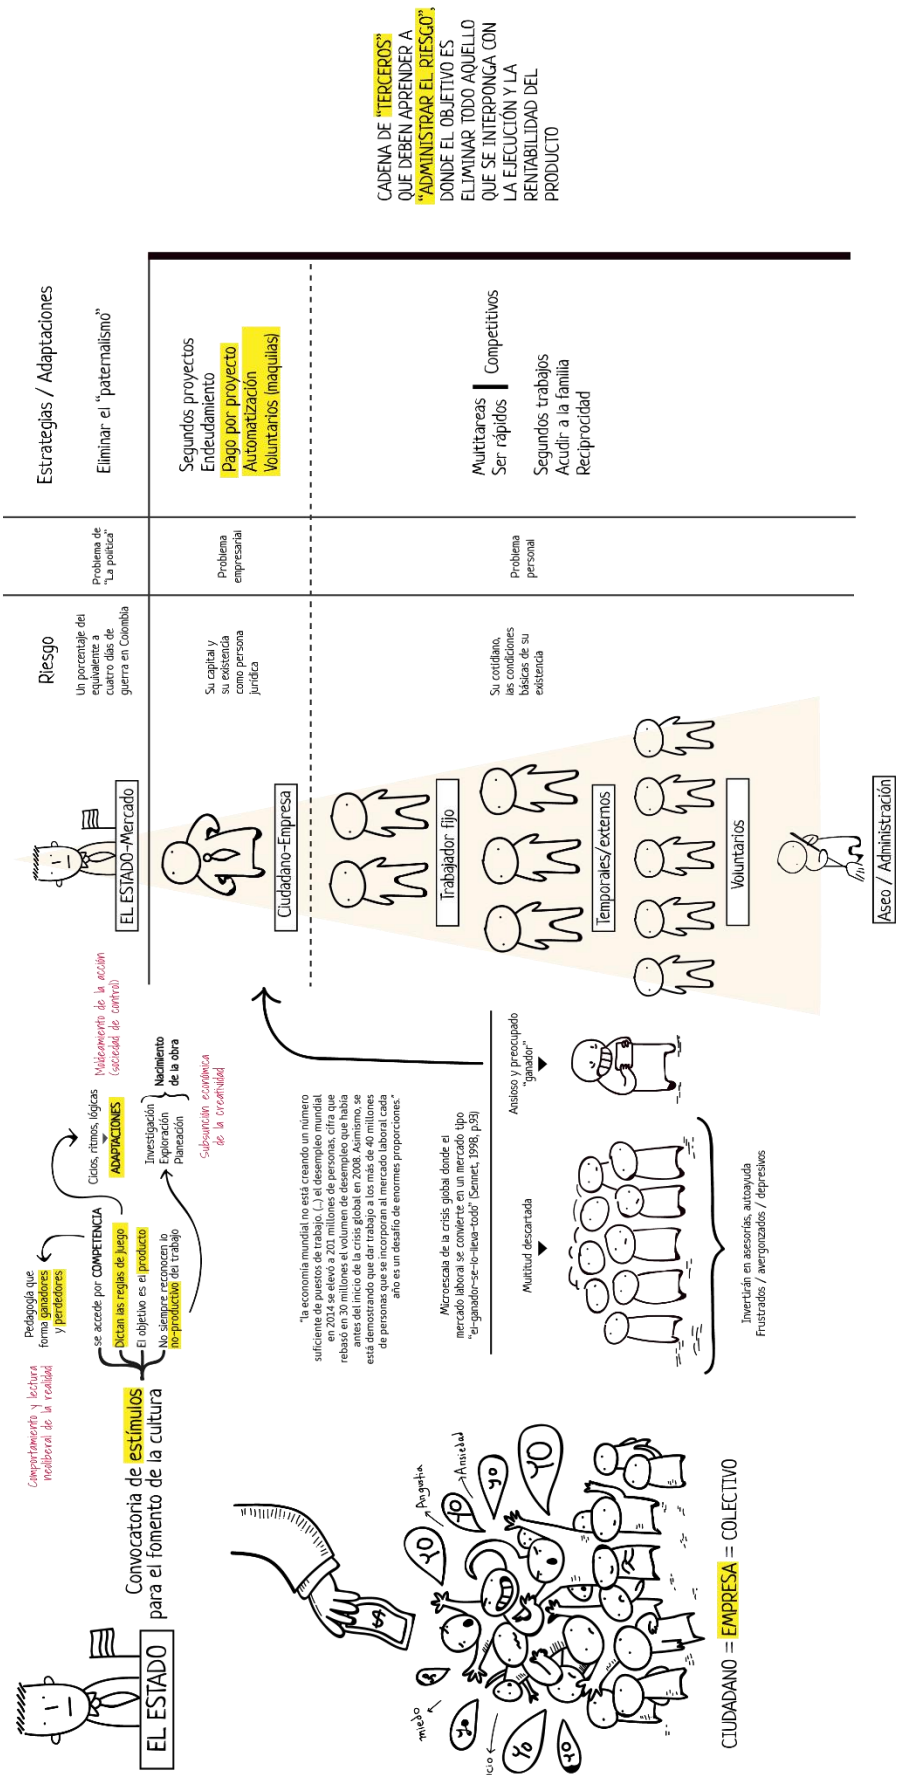 EL ESTADO
Convocatoria de estímulos
para el fomento de la cultura
Comportamiento y lectura
neoliberal de la realidad
Pedagogía que
forma ganadores
y perdedores
se accede por COMPETENCIA
Dictan las reglas de juego
El objetivo es el producto
No siempre reconocen lo
no-productivo del trabajo
Ciclos, ritmos, lógicas
ADAPTACIONES
Moldeamiento de la acción
(sociedad de control)
Investigación
Exploración
Planeación
Nacimiento
de la obra
Subsunción económica
de la creatividad
$
miedo
Angustia
Ansiedad
YO
YO
YO
YO
YO
YO
YO
CIUDADANO = EMPRESA = COLECTIVO
"la economía mundial no está creando un número
suficiente de puestos de trabajo. (...) el desempleo mundial
en 2014 se elevó a 201 millones de personas, cifra que
rebasó en 30 millones el volumen de desempleo que había
antes del inicio de la crisis global en 2008. Asimismo, se
está demostrando que dar trabajo a los más de 40 millones
de personas que se incorporan al mercado laboral cada
año es un desafío de enormes proporciones."
Microescala de la crisis global donde el
mercado laboral se convierte en un mercado tipo
"el-ganador-se-lo-lleva-todo" (Sennet, 1998, p.93)
Multitud descartada
Ansioso y preocupado
"ganador"
Invertirán en asesorías, autoayuda
Frustrados / avergonzados / depresivos
EL ESTADO-Mercado
Ciudadano-Empresa
Trabajador fijo
Temporales/externos
Voluntarios
Aseo / Administración
Riesgo
Un porcentaje del
equivalente a
cuatro días de
guerra en Colombia
Su capital y
su existencia
como persona
jurídica
Su cotidiano,
las condiciones
básicas de su
existencia
Problema de
"La política"
Problema
empresarial
Problema
personal
Estrategias / Adaptaciones
Eliminar el "paternalismo"
Segundos proyectos
Endeudamiento
Pago por proyecto
Automatización
Voluntarios (maquilas)
Multitareas
Ser rápidos
Competitivos
Segundos trabajos
Acudir a la familia
Reciprocidad
CADENA DE "TERCEROS"
QUE DEBEN APRENDER A
"ADMINISTRAR EL RIESGO",
DONDE EL OBJETIVO ES
ELIMINAR TODO AQUELLO
QUE SE INTERPONGA CON
LA EJECUCIÓN Y LA
RENTABILIDAD DEL
PRODUCTO